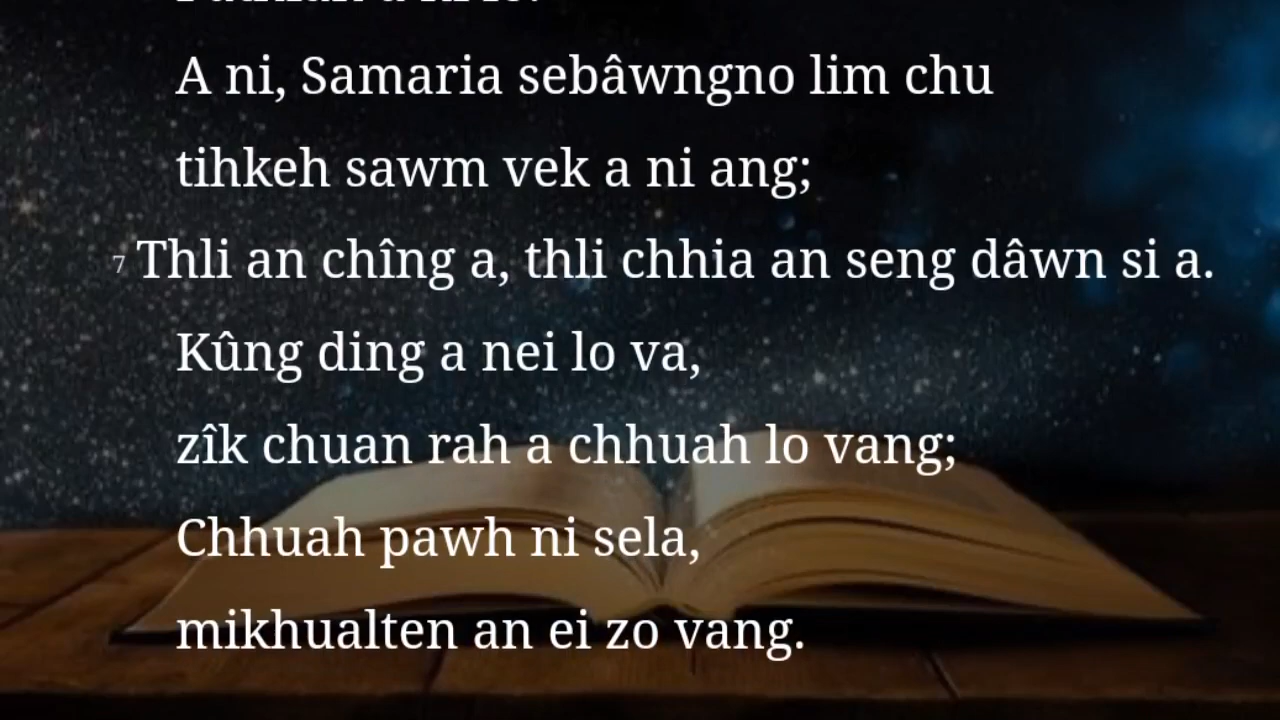 A ni, Samaria sebâwngno lim chu
tihkeh sawm vek a ni ang;
7 Thli an chîng a, thli chhia an seng dâwn si a.
Kûng ding a nei lo va,
zîk chuan rah a chhuah lo vang;
Chhuah pawh ni sela,
mikhualten an ei zo vang.